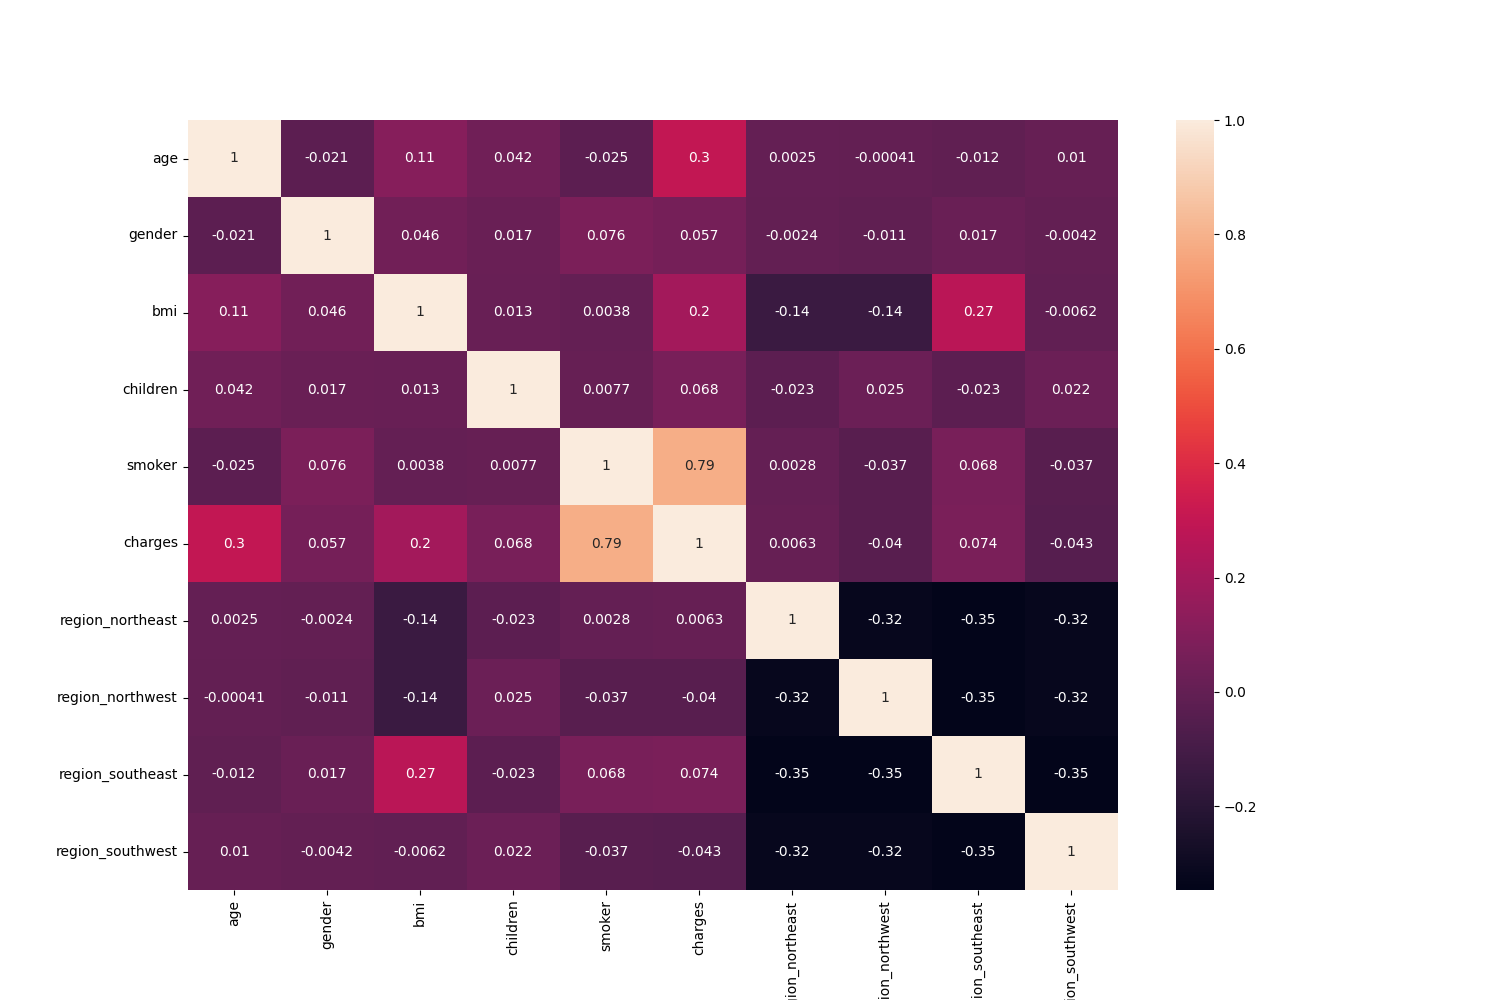 age 1 -0.021 0.11 0.042 -0.025 0.3 0.0025 -0.00041 -0.012 0.01
gender -0.021 1 0.046 0.017 0.076 0.057 -0.0024 -0.011 0.017 -0.0042
bmi 0.11 0.046 1 0.013 0.0038 0.2 -0.14 -0.14 0.27 -0.0062
children 0.042 0.017 0.013 1 0.0077 0.068 -0.023 0.025 -0.023 0.022
smoker -0.025 0.076 0.0038 0.0077 1 0.79 0.0028 -0.037 0.068 -0.037
charges 0.3 0.057 0.2 0.068 0.79 1 0.0063 -0.04 0.074 -0.043
region_northeast 0.0025 -0.0024 -0.14 -0.023 0.0028 0.0063 1 -0.32 -0.35 -0.32
region_northwest -0.00041 -0.011 -0.14 0.025 -0.037 -0.04 -0.32 1 -0.35 -0.32
region_southeast -0.012 0.017 0.27 -0.023 0.068 0.074 -0.35 -0.35 1 -0.35
region_southwest 0.01 -0.0042 -0.0062 0.022 -0.037 -0.043 -0.32 -0.32 -0.35 1
age gender bmi children smoker charges gion_northeast ion_northwest ion_southeast ion_southwest
1.0
0.8
0.6
0.4
0.2
0.0
−0.2